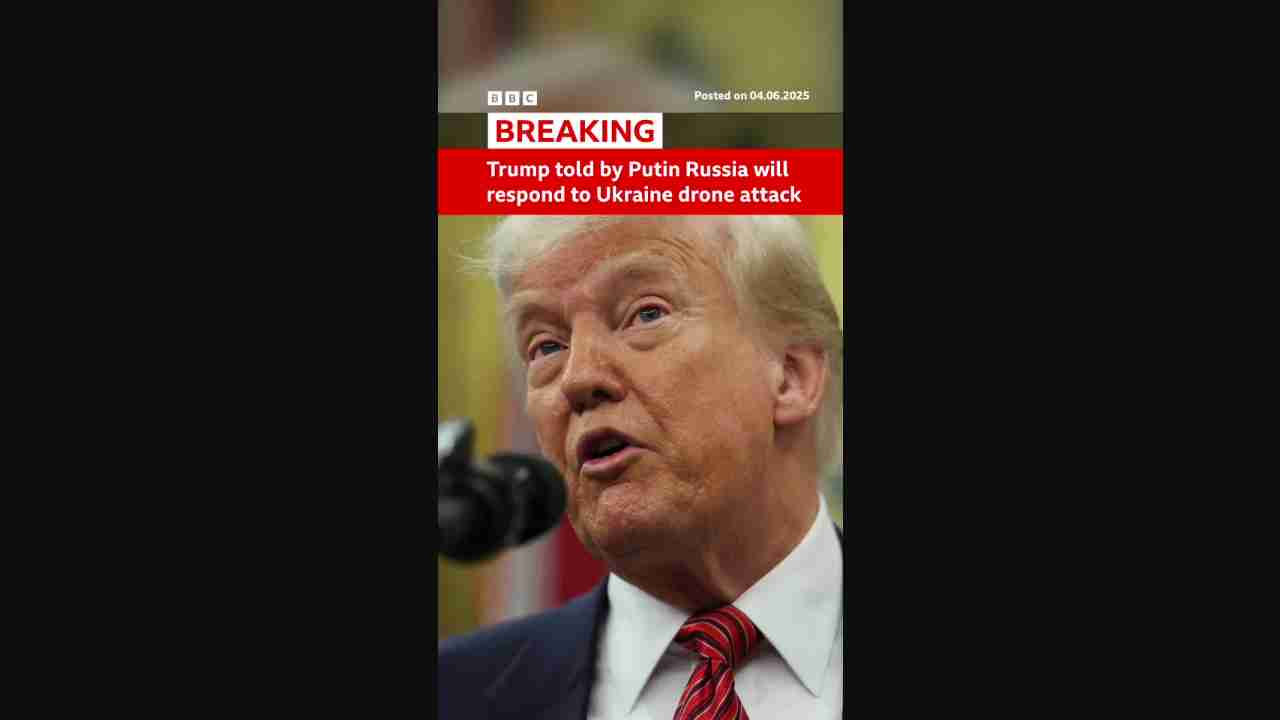 BBC
Posted on 04.06.2025
BREAKING
Trump told by Putin Russia will
respond to Ukraine drone attack